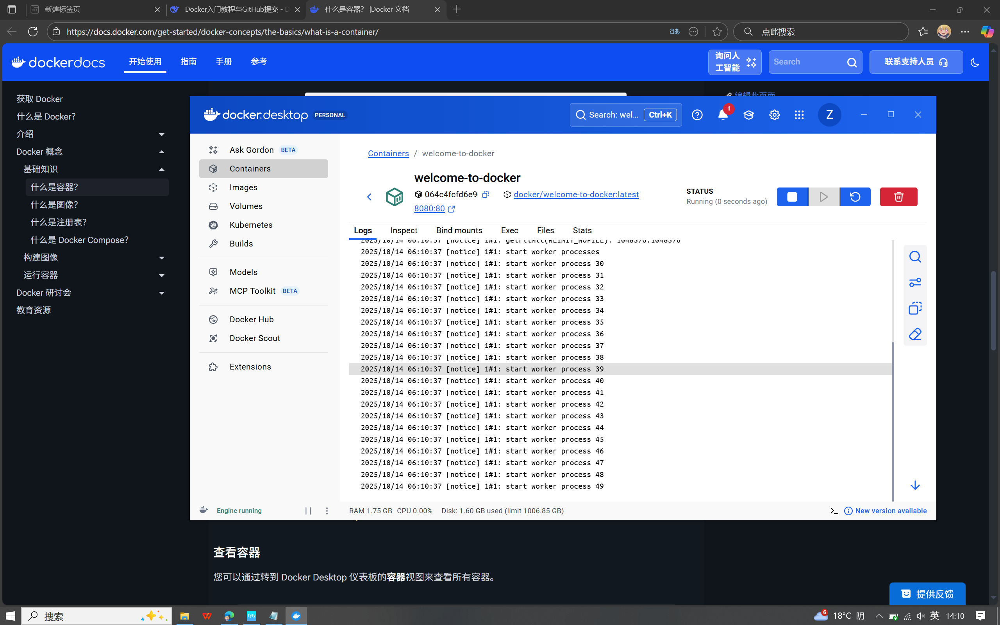 新建标签页
Docker入门教程与GitHub提交 - D
什么是容器? |Docker 文档
https://docs.docker.com/get-started/docker-concepts/the-basics/what-is-a-container/
点此搜索
dockerdocs
开始使用
指南
手册
参考
询问人
工智能
Search
联系支持人员
获取 Docker
什么是 Docker?
介绍
Docker 概念
基础知识
什么是容器?
什么是图像?
什么是注册表?
什么是 Docker Compose?
构建图像
运行容器
Docker 研讨会
教育资源
编辑此页面
docker.desktop PERSONAL
Search: wel... Ctrl+K
1
Z
Ask Gordon BETA
Containers
Images
Volumes
Kubernetes
Builds
Models
MCP Toolkit BETA
Docker Hub
Docker Scout
Extensions
Containers / welcome-to-docker
welcome-to-docker
064c4fcfd6e9 docker/welcome-to-docker:latest
8080:80
STATUS
Running (0 seconds ago)
Logs Inspect Bind mounts Exec Files Stats
2025/10/14 06:10:37 [notice] 1#1: getrlimit(RLIMIT_NOFILE): 1048576:1048576
2025/10/14 06:10:37 [notice] 1#1: start worker processes
2025/10/14 06:10:37 [notice] 1#1: start worker process 30
2025/10/14 06:10:37 [notice] 1#1: start worker process 31
2025/10/14 06:10:37 [notice] 1#1: start worker process 32
2025/10/14 06:10:37 [notice] 1#1: start worker process 33
2025/10/14 06:10:37 [notice] 1#1: start worker process 34
2025/10/14 06:10:37 [notice] 1#1: start worker process 35
2025/10/14 06:10:37 [notice] 1#1: start worker process 36
2025/10/14 06:10:37 [notice] 1#1: start worker process 37
2025/10/14 06:10:37 [notice] 1#1: start worker process 38
2025/10/14 06:10:37 [notice] 1#1: start worker process 39
2025/10/14 06:10:37 [notice] 1#1: start worker process 40
2025/10/14 06:10:37 [notice] 1#1: start worker process 41
2025/10/14 06:10:37 [notice] 1#1: start worker process 42
2025/10/14 06:10:37 [notice] 1#1: start worker process 43
2025/10/14 06:10:37 [notice] 1#1: start worker process 44
2025/10/14 06:10:37 [notice] 1#1: start worker process 45
2025/10/14 06:10:37 [notice] 1#1: start worker process 46
2025/10/14 06:10:37 [notice] 1#1: start worker process 47
2025/10/14 06:10:37 [notice] 1#1: start worker process 48
2025/10/14 06:10:37 [notice] 1#1: start worker process 49
Engine running
RAM 1.75 GB CPU 0.00% Disk: 1.60 GB used (limit 1006.85 GB)
New version available
查看容器
您可以通过转到 Docker Desktop 仪表板的容器视图来查看所有容器。
提供反馈
搜索
Tyty
6
18°C 阴
英
14:10